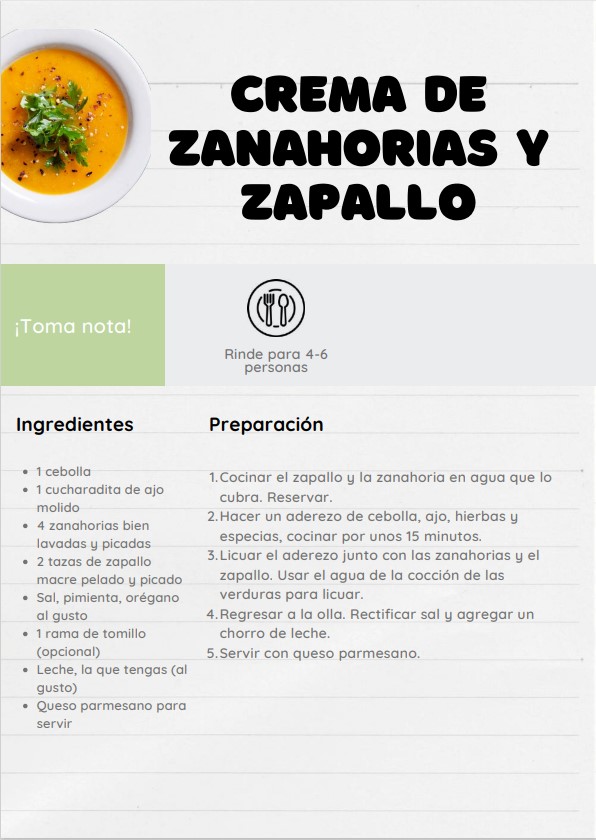 CREMA DE
ZANAHORIAS Y
ZAPALLO
¡Toma nota!
Rinde para 4-6
personas
Ingredientes
• 1 cebolla
• 1 cucharadita de ajo
molido
• 4 zanahorias bien
lavadas y picadas
• 2 tazas de zapallo
macre pelado y picado
• Sal, pimienta, orégano
al gusto
• 1 rama de tomillo
(opcional)
• Leche, la que tengas (al
gusto)
• Queso parmesano para
servir
Preparación
1. Cocinar el zapallo y la zanahoria en agua que lo
cubra. Reservar.
2. Hacer un aderezo de cebolla, ajo, hierbas y
especias, cocinar por unos 15 minutos.
3. Licuar el aderezo junto con las zanahorias y el
zapallo. Usar el agua de la cocción de las
verduras para licuar.
4. Regresar a la olla. Rectificar sal y agregar un
chorro de leche.
5. Servir con queso parmesano.